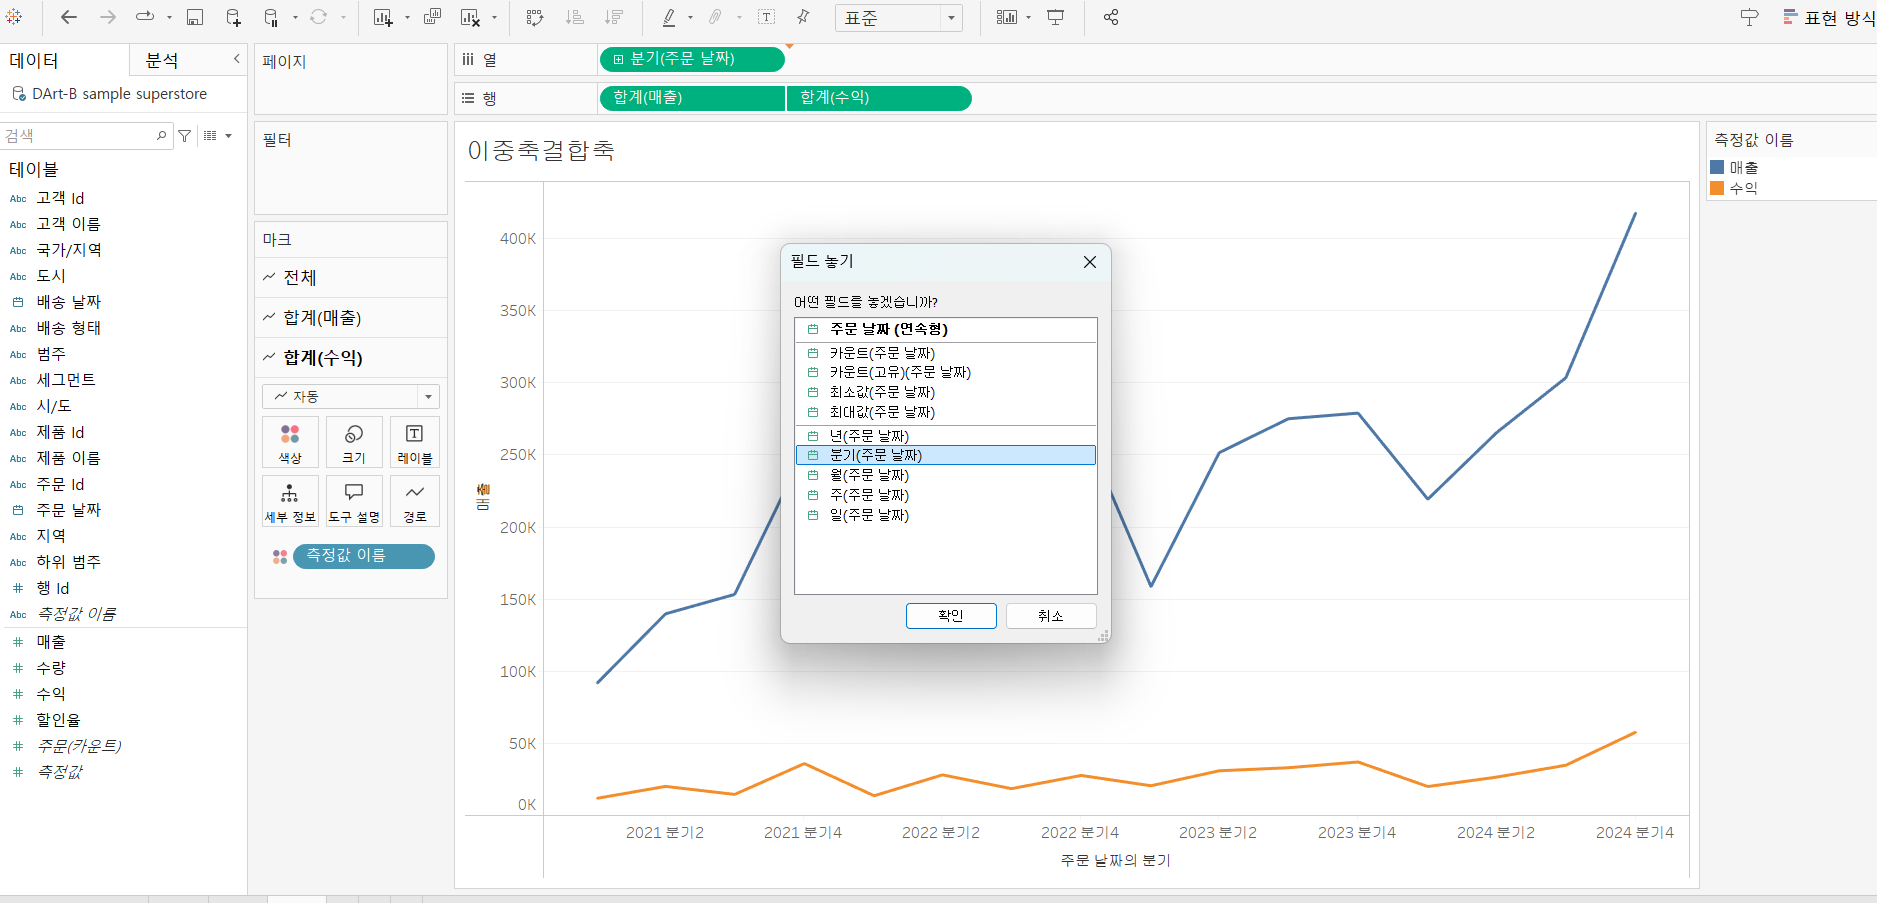 표준
표현 방식
데이터
분석
DArt-B sample superstore
검색
테이블
Abc 고객 Id
Abc 고객 이름
Abc 국가/지역
Abc 도시
배송 날짜
Abc 배송 형태
Abc 범주
Abc 세그먼트
Abc 시/도
Abc 제품 Id
Abc 제품 이름
Abc 주문 Id
주문 날짜
Abc 지역
Abc 하위 범주
# 행 Id
Abc 측정값 이름
# 매출
# 수량
# 수익
# 할인율
# 주문(카운트)
# 측정값
페이지
필터
마크
전체
합계(매출)
합계(수익)
자동
색상
크기
레이블
세부 정보
도구 설명
경로
측정값 이름
열
분기(주문 날짜)
행
합계(매출)
합계(수익)
이중축결합축
400K
350K
300K
250K
200K
150K
100K
50K
0K
2021 분기2
2021 분기4
2022 분기2
2022 분기4
2023 분기2
2023 분기4
2024 분기2
2024 분기4
주문 날짜의 분기
필드 놓기
어떤 필드를 놓겠습니까?
주문 날짜 (연속형)
카운트(주문 날짜)
카운트(고유)(주문 날짜)
최소값(주문 날짜)
최대값(주문 날짜)
년(주문 날짜)
분기(주문 날짜)
월(주문 날짜)
주(주문 날짜)
일(주문 날짜)
확인
취소
측정값 이름
매출
수익